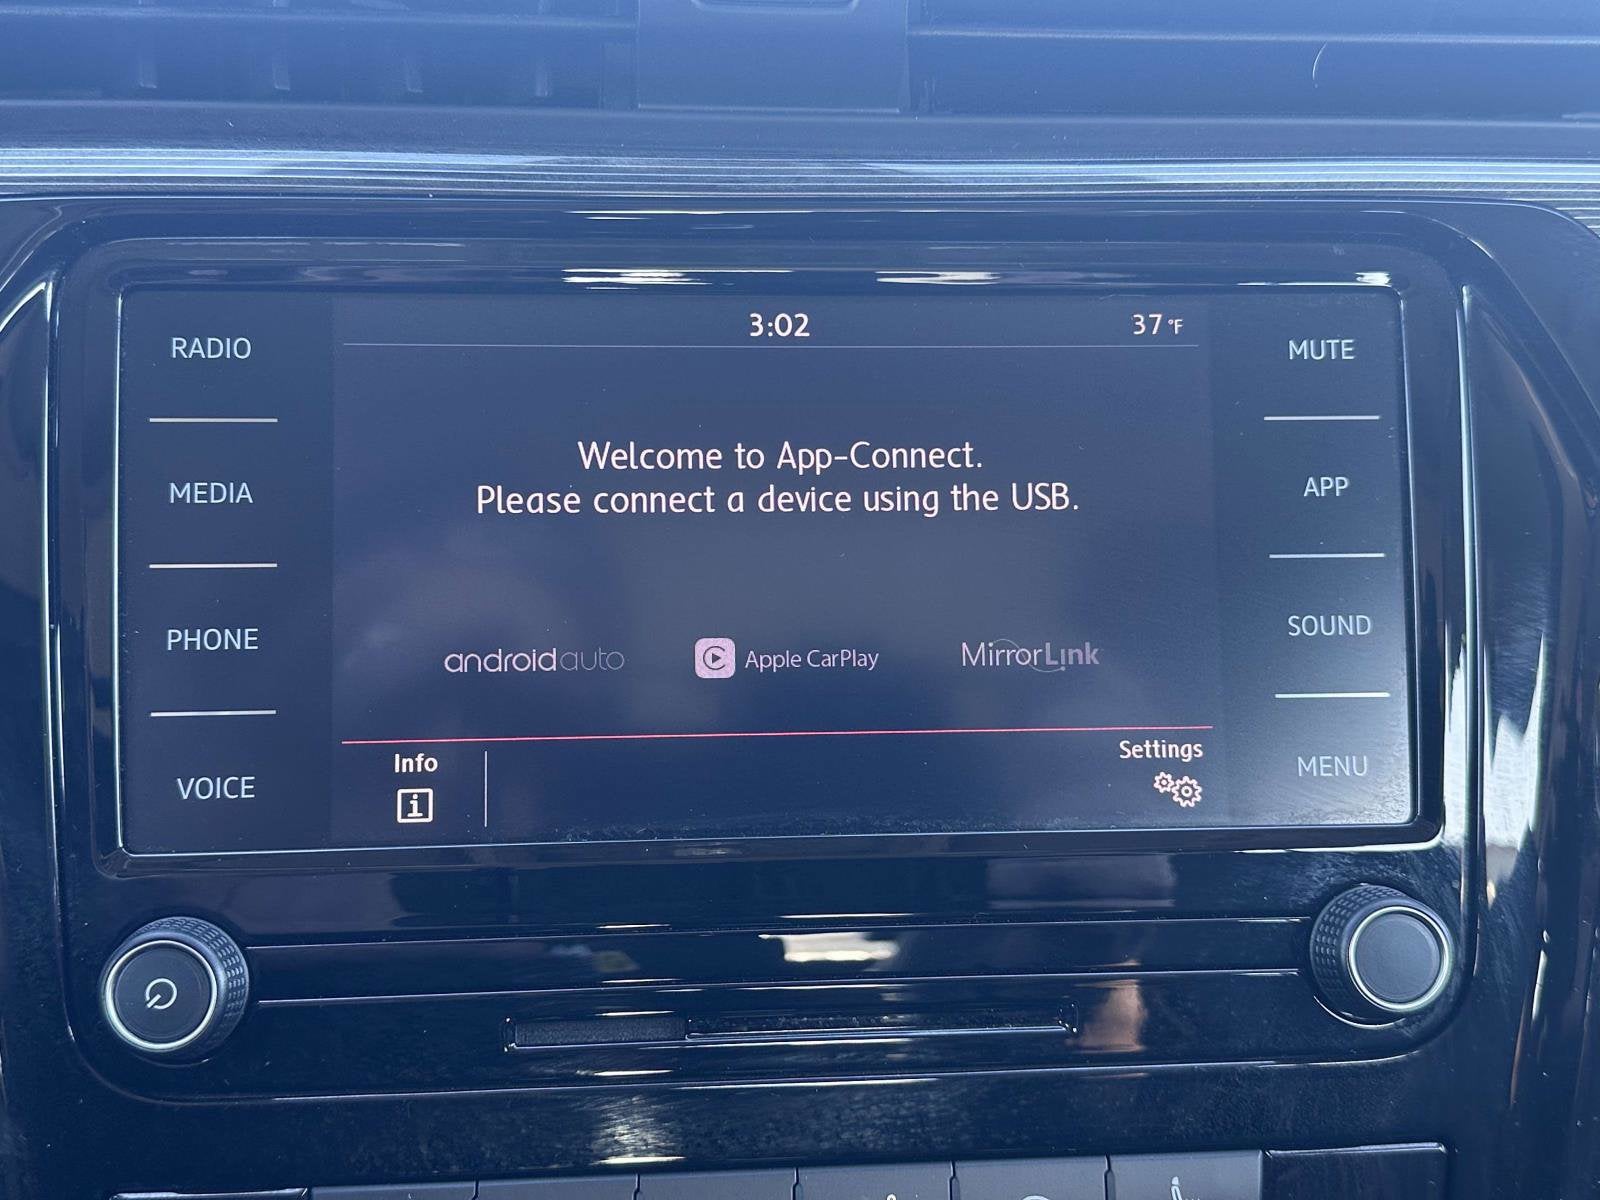 3:02
37 °F
RADIO
MEDIA
PHONE
VOICE
Welcome to App-Connect.
Please connect a device using the USB.
androidauto
Apple CarPlay
MirrorLink
Info
Settings
MUTE
APP
SOUND
MENU